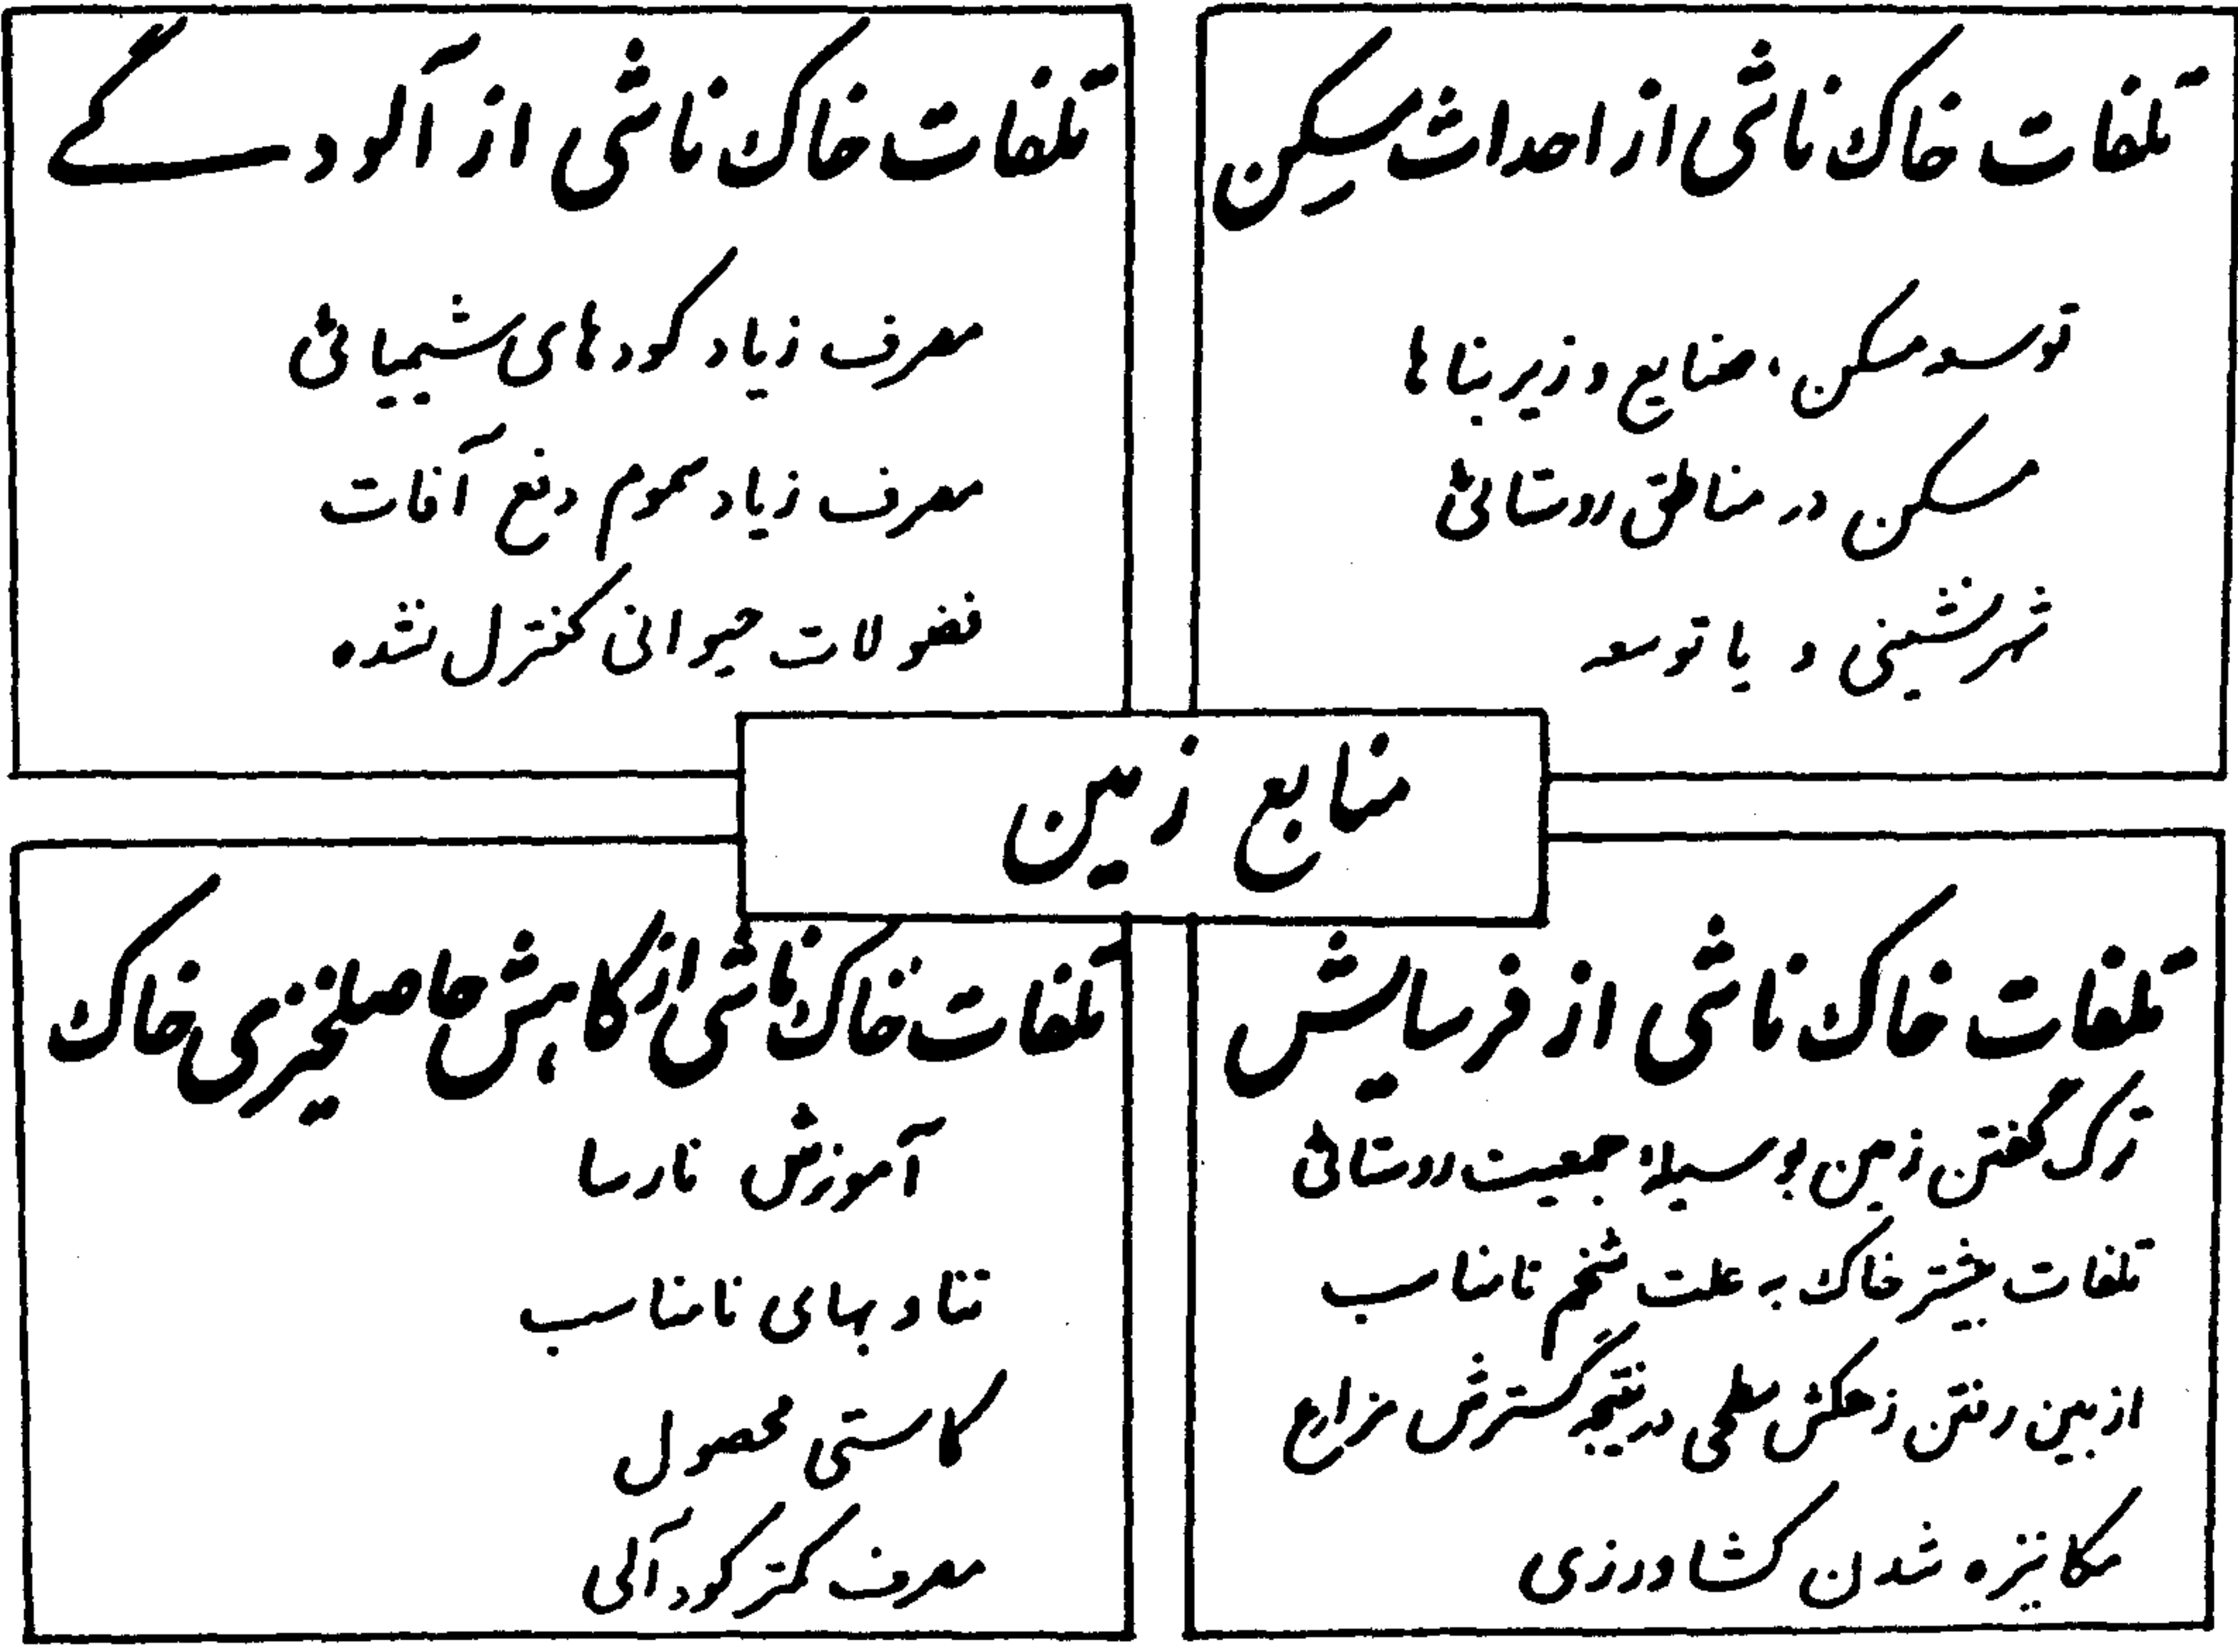 تلفات خاک ناشی از احداث مسکن
توسعه مسکن، صنایع و زیربناها
مسکن در مناطق روستائی
شهرنشینی و یا توسعه
تلفات خاک ناشی از آلودگی
مصرف زیاد کودهای شیمیائی
مصرف زیاد سموم دفع آفات
فضولات حیوانی کنترل نشده
منابع زمین
تلفات خاک ناشی از فرسایش
ترک گفتن زمین بوسیله جمعیت روستائی
تلفات بیشتر خاک به علت شخم نامناسب
از بین رفتن زهکش سطحی در نتیجه گسترش مزارع
مکانیزه شدن کشاورزی
تلفات خاک ناشی از کاهش حاصلخیزی خاک
آموزش نارسا
تناوبهای نامناسب
کاستی محصول
مصرف کمتر کود آلی